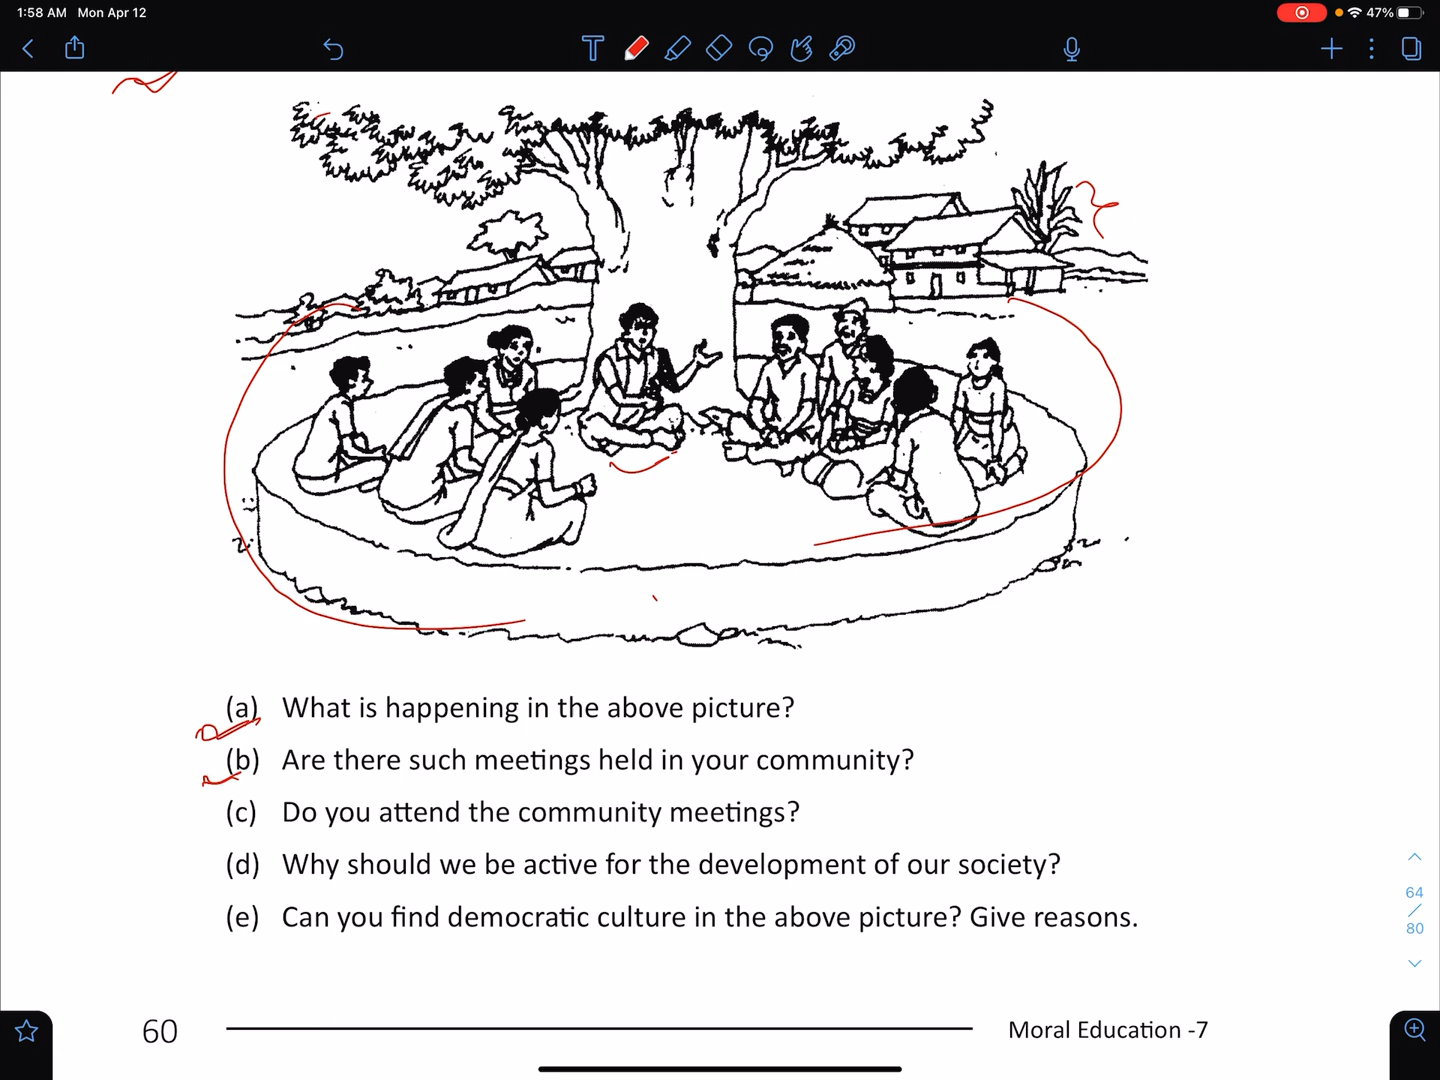 1:58 AM Mon Apr 12
47%
(a) What is happening in the above picture?
(b) Are there such meetings held in your community?
(c) Do you attend the community meetings?
(d) Why should we be active for the development of our society?
(e) Can you find democratic culture in the above picture? Give reasons.
64
/
80
60 Moral Education -7